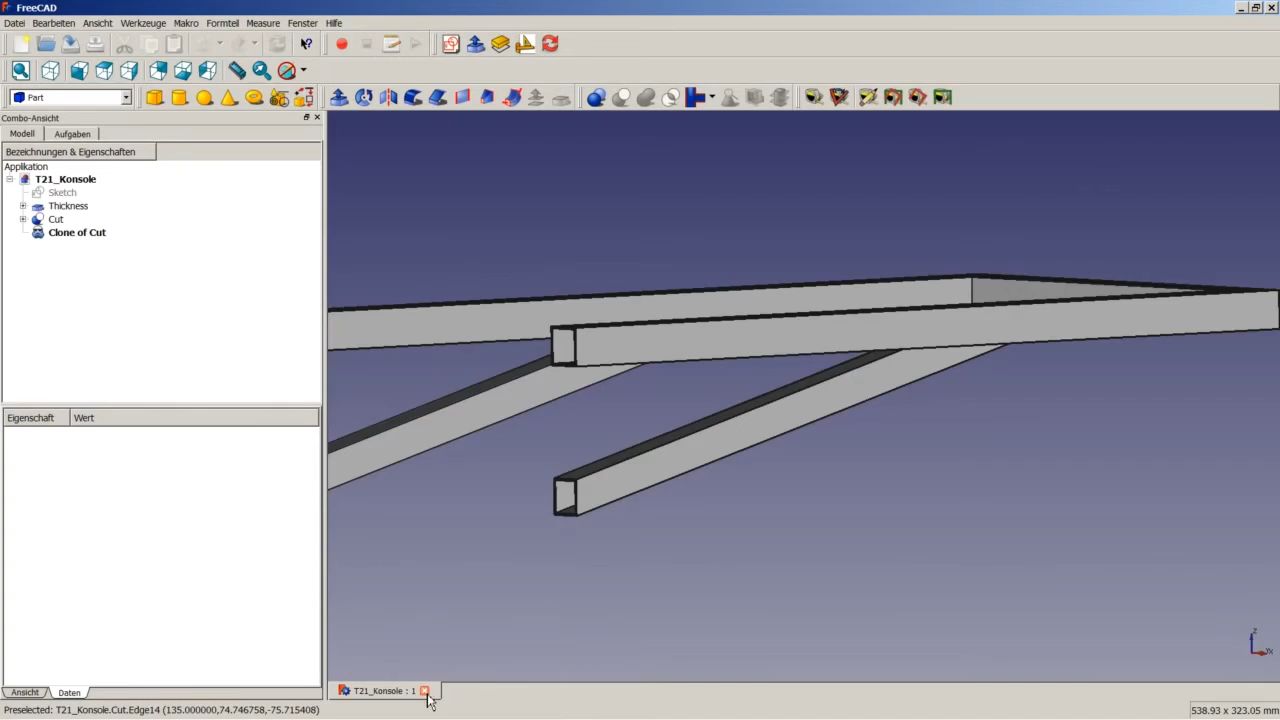 FreeCAD
Datei Bearbeiten Ansicht Werkzeuge Makro Formteil Measure Fenster Hilfe
Part
Combo-Ansicht
Modell Aufgaben
Bezeichnungen & Eigenschaften
Applikation
T21_Konsole
Sketch
Thickness
Cut
Clone of Cut
Eigenschaft Wert
Ansicht Daten
T21_Konsole : 1
Preselected: T21_Konsole.Cut.Edge14 (135.000000,74.746758,-75.715408)
538.93 x 323.05 mm